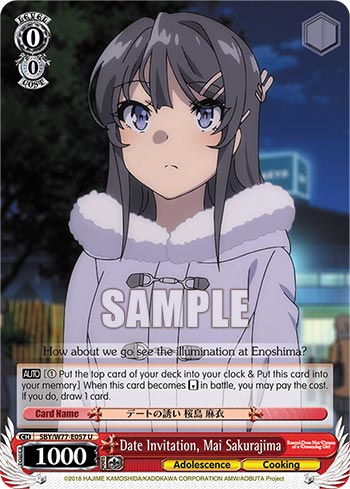 LEVEL
0
0
COST
SAMPLE
How about we go see the illumination at Enoshima?
AUTO [① Put the top card of your deck into your clock & Put this card into
your memory] When this card becomes in battle, you may pay the cost.
If you do, draw 1 card.
Card Name デートの誘い 桜島 麻衣
SBY/W77-E057 U
Date Invitation, Mai Sakurajima
1000
Adolescence Cooking
©2018 HAJIME KAMOSHIDA/KADOKAWA CORPORATION AMW/AOBUTA Project